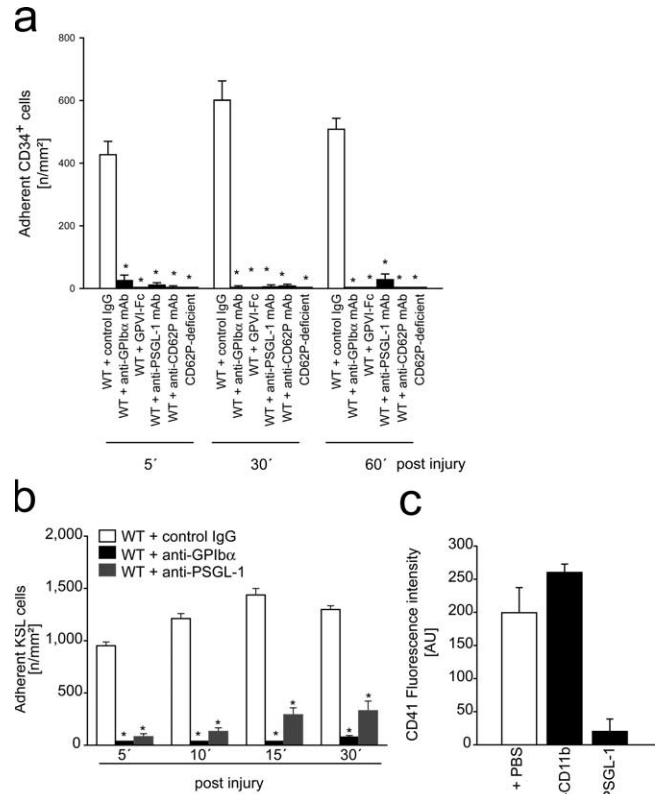 a
Adherent CD34+ cells
[n/mm²]
800
600
400
200
0
* * * * *
* * * * *
* * * * *
WT + control IgG
WT + anti-GPIbα mAb
WT + GPVI-Fc
WT + anti-PSGL-1 mAb
WT + anti-CD62P mAb
CD62P-deficient
WT + control IgG
WT + anti-GPIbα mAb
WT + GPVI-Fc
WT + anti-PSGL-1 mAb
WT + anti-CD62P mAb
CD62P-deficient
WT + control IgG
WT + anti-GPIbα mAb
WT + GPVI-Fc
WT + anti-PSGL-1 mAb
WT + anti-CD62P mAb
CD62P-deficient
5´ 30´ 60´ post injury
b
WT + control IgG
WT + anti-GPIbα
WT + anti-PSGL-1
Adherent KSL cells
[n/mm²]
2,000
1,500
1,000
500
0
* * * * * * * *
5´ 10´ 15´ 30´
post injury
c
CD41 Fluorescence intensity
[AU]
300
250
200
150
100
50
0
+ PBS
-CD11b
PSGL-1